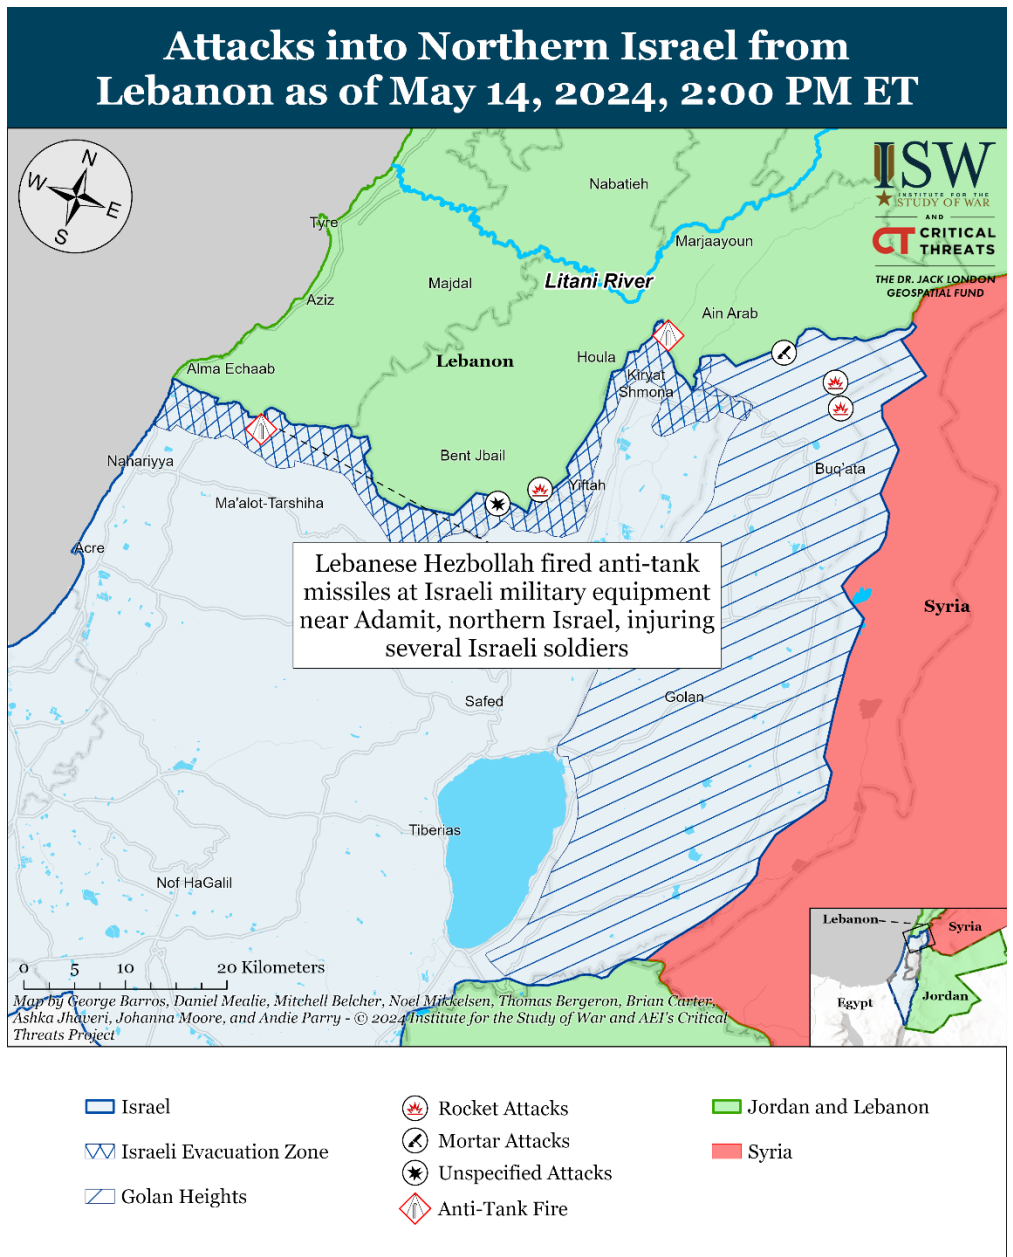 Attacks into Northern Israel from
Lebanon as of May 14, 2024, 2:00 PM ET
N
W
E
S
ISW
INSTITUTE FOR THE
STUDY OF WAR
AND
CT CRITICAL
THREATS
THE DR. JACK LONDON
GEOSPATIAL FUND
Nabatieh
Tyre
Marjaayoun
Majdal
Litani River
Aziz
Ain Arab
Lebanon
Houla
Alma Echaab
Kiryat
Shmona
Bent Jbail
Nahariyya
Buq'ata
Yiftah
Ma'alot-Tarshiha
Acre
Lebanese Hezbollah fired anti-tank
missiles at Israeli military equipment
near Adamit, northern Israel, injuring
several Israeli soldiers
Syria
Safed
Golan
Tiberias
Nof HaGalil
0 5 10 20 Kilometers
Map by George Barros, Daniel Mealie, Mitchell Belcher, Noel Mikkelsen, Thomas Bergeron, Brian Carter,
Ashka Jhaveri, Johanna Moore, and Andie Parry - © 2024 Institute for the Study of War and AEI's Critical
Threats Project
Lebanon
Syria
Egypt
Jordan
Israel
Israeli Evacuation Zone
Golan Heights
Rocket Attacks
Mortar Attacks
Unspecified Attacks
Anti-Tank Fire
Jordan and Lebanon
Syria